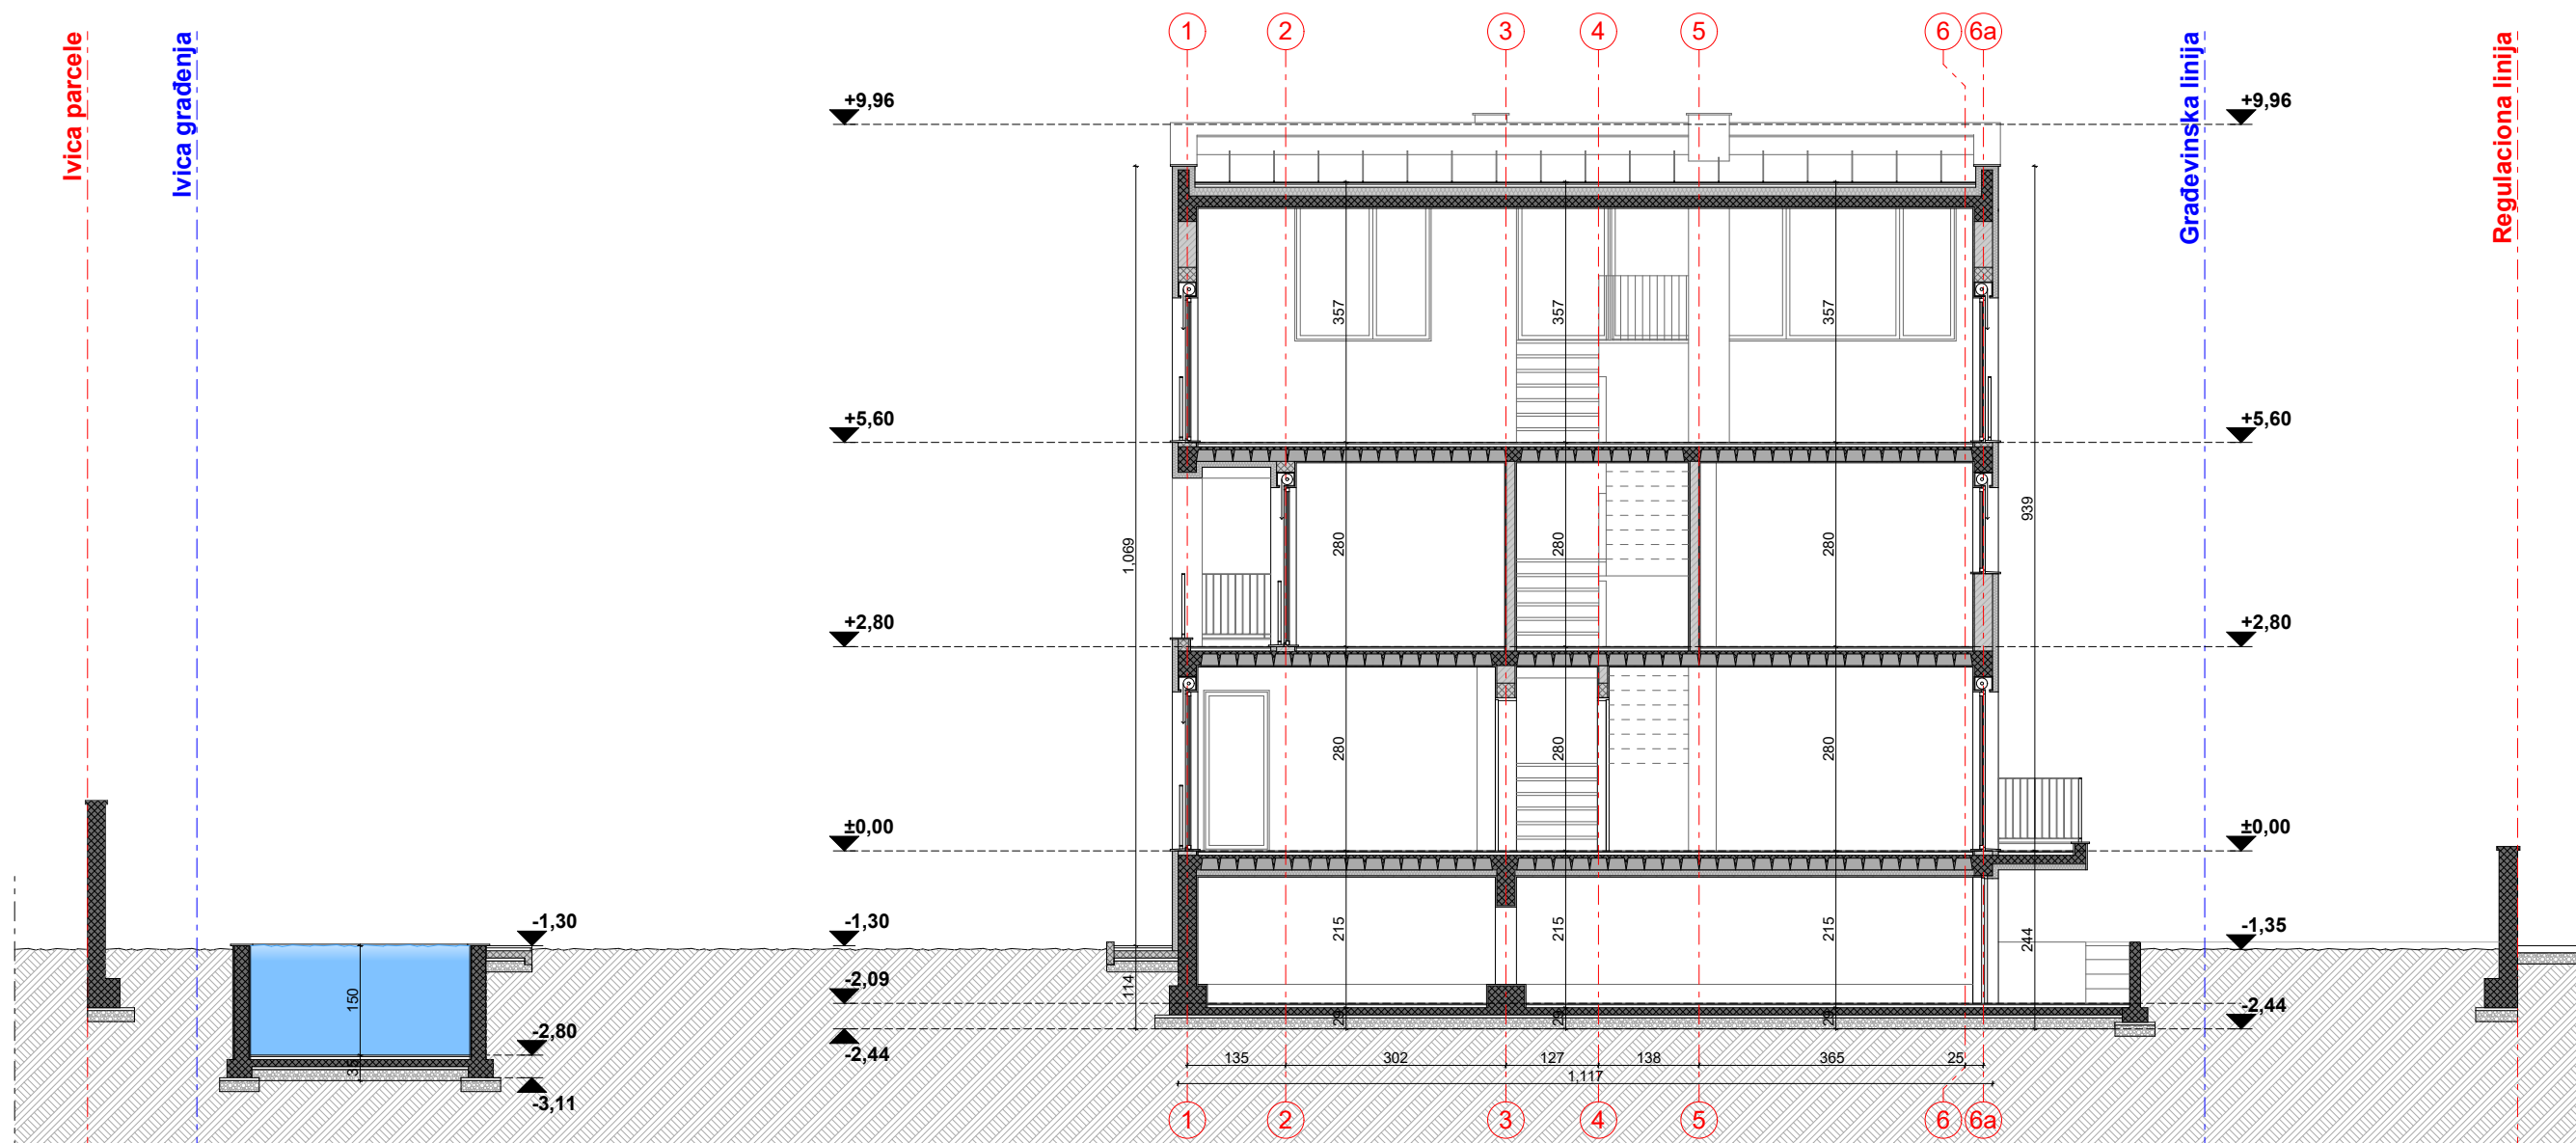 1 2 3 4 5 6 6a
Ivica parcele
Ivica građenja
Građevinska linija
Regulaciona linija
+9,96 +9,96
357 357 357
+5,60 +5,60
939
1,069
280 280 280
+2,80 +2,80
280 280 280
±0,00 ±0,00
-1,30 -1,30 -1,35
215 215 215 244
-2,09
114
150
-2,44
29 29 29
-2,80
-2,44
135 302 127 138 365 25
1,117
-3,11
1 2 3 4 5 6 6a